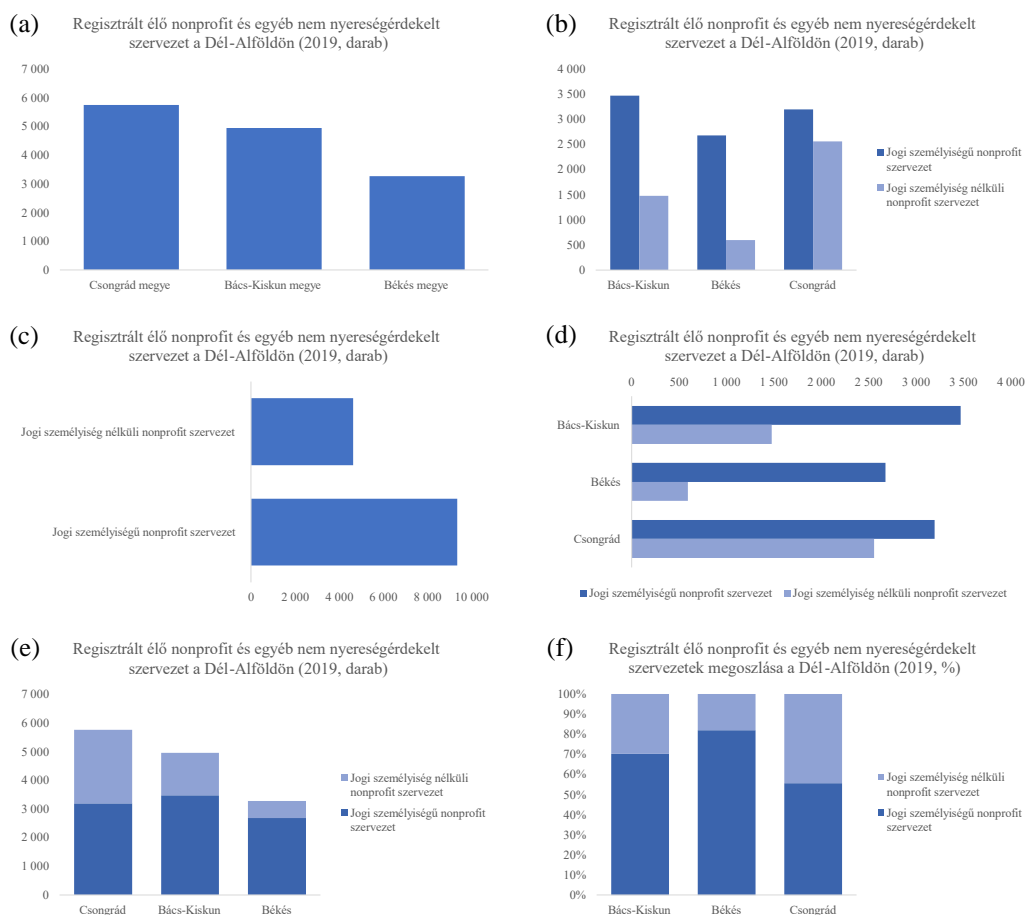 (a)
Regisztrált élő nonprofit és egyéb nem nyereségérdekelt
szervezet a Dél-Alföldön (2019, darab)
7 000
6 000
5 000
4 000
3 000
2 000
1 000
0
Csongrád megye
Bács-Kiskun megye
Békés megye
(b)
Regisztrált élő nonprofit és egyéb nem nyereségérdekelt
szervezet a Dél-Alföldön (2019, darab)
4 000
3 500
3 000
2 500
2 000
1 500
1 000
500
0
Bács-Kiskun
Békés
Csongrád
Jogi személyiségű nonprofit
szervezet
Jogi személyiség nélküli
nonprofit szervezet
(c)
Regisztrált élő nonprofit és egyéb nem nyereségérdekelt
szervezet a Dél-Alföldön (2019, darab)
Jogi személyiség nélküli nonprofit szervezet
Jogi személyiségű nonprofit szervezet
0
2 000
4 000
6 000
8 000
10 000
(d)
Regisztrált élő nonprofit és egyéb nem nyereségérdekelt
szervezet a Dél-Alföldön (2019, darab)
0
500
1 000
1 500
2 000
2 500
3 000
3 500
4 000
Bács-Kiskun
Békés
Csongrád
Jogi személyiségű nonprofit szervezet
Jogi személyiség nélküli nonprofit szervezet
(e)
Regisztrált élő nonprofit és egyéb nem nyereségérdekelt
szervezet a Dél-Alföldön (2019, darab)
7 000
6 000
5 000
4 000
3 000
2 000
1 000
0
Csongrád
Bács-Kiskun
Békés
Jogi személyiség nélküli
nonprofit szervezet
Jogi személyiségű nonprofit
szervezet
(f)
Regisztrált élő nonprofit és egyéb nem nyereségérdekelt
szervezetek megoszlása a Dél-Alföldön (2019, %)
100%
90%
80%
70%
60%
50%
40%
30%
20%
10%
0%
Bács-Kiskun
Békés
Csongrád
Jogi személyiség nélküli
nonprofit szervezet
Jogi személyiségű nonprofit
szervezet